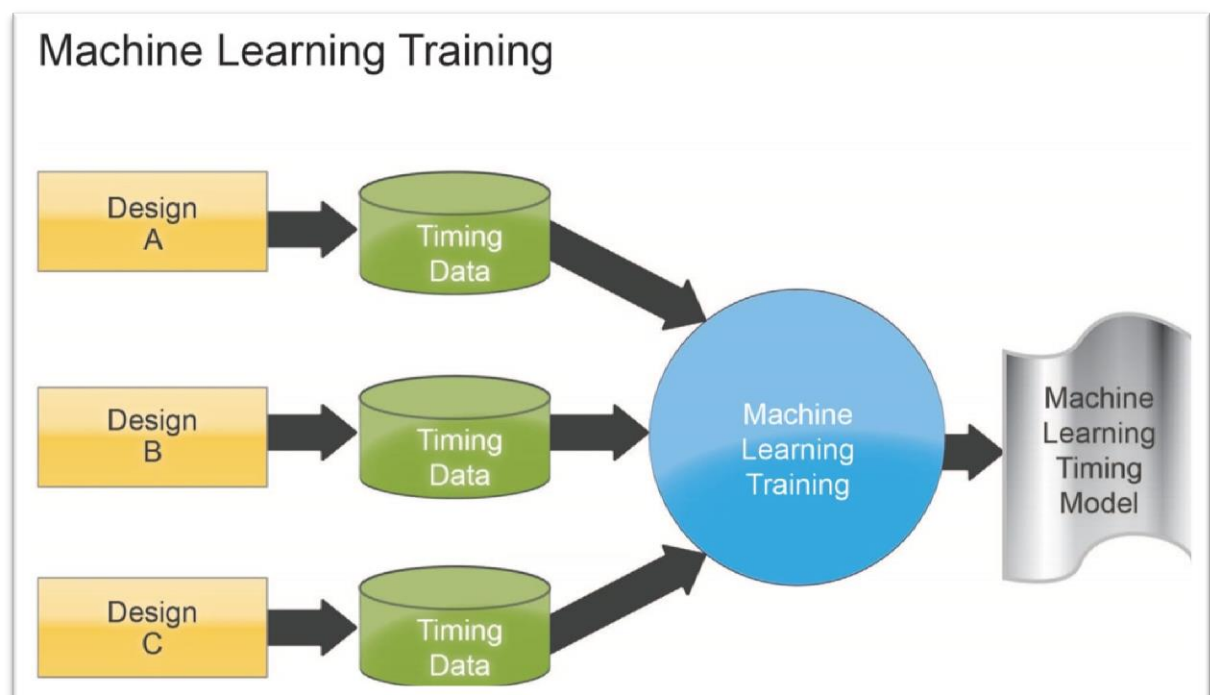 Machine Learning Training
Design
A
Timing
Data
Design
B
Timing
Data
Design
C
Timing
Data
Machine
Learning
Training
Machine
Learning
Timing
Model